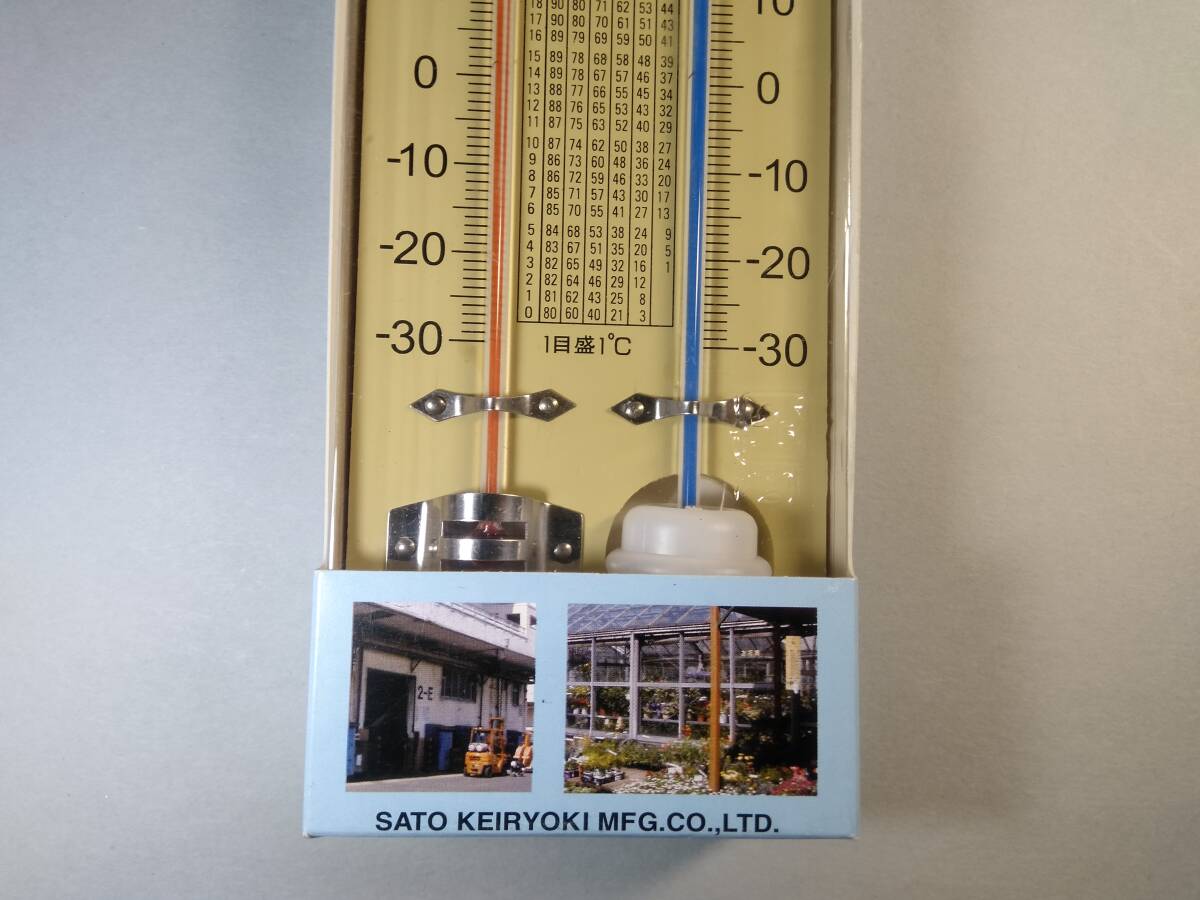 18 90 80 71 62 53 44
10
17 90 80 70 61 51 43
16 89 79 69 59 50 41
15 89 78 68 58 48 39
0
14 89 78 67 57 46 37
0
13 88 77 66 55 45 34
12 88 76 65 53 43 32
11 87 75 63 52 40 29
10 87 74 62 50 38 27
-10
9 86 73 60 48 36 24
8 86 72 59 46 33 20
-10
7 85 71 57 43 30 17
6 85 70 55 41 27 13
5 84 68 53 38 24 9
-20
4 83 67 51 35 20 5
3 82 65 49 32 16 1
-20
2 82 64 46 29 12
1 81 62 43 25 8
0 80 60 40 21 3
-30
1目盛1℃
-30
2-E
SATO KEIRYOKI MFG.CO.,LTD.